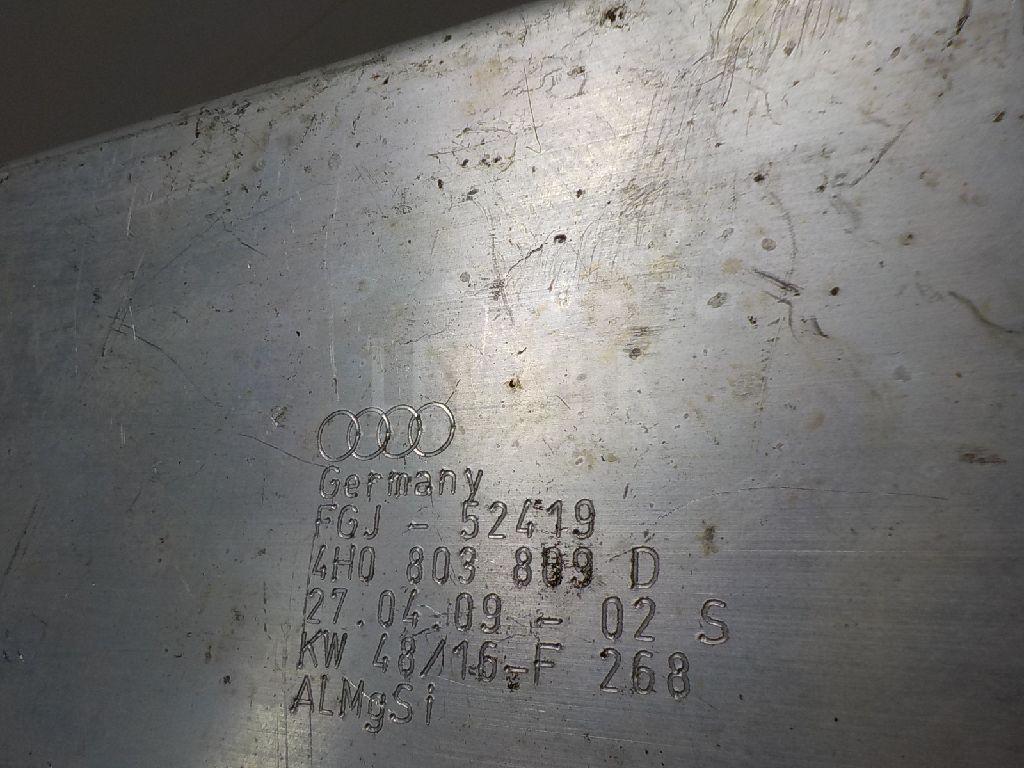 Germany
FGJ - 52419
4H0 803 809 D
27.04.09 - 02 S
KW 48/16-F 268
ALMgSi